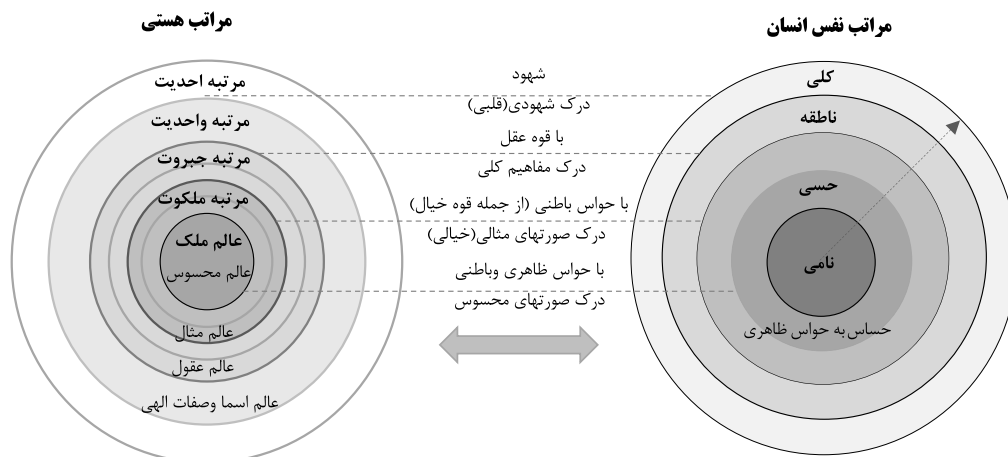 مراتب نفس انسان
کلی
ناطقه
حسی
نامی
حساس به حواس ظاهری
شهود
درک شهودی(قلبی)
با قوه عقل
درک مفاهیم کلی
با حواس باطنی (از جمله قوه خیال)
درک صورتهای مثالی(خیالی)
با حواس ظاهری وباطنی
درک صورتهای محسوس
مراتب هستی
مرتبه احدیت
مرتبه واحدیت
مرتبه جبروت
مرتبه ملکوت
عالم ملک
عالم محسوس
عالم مثال
عالم عقول
عالم اسما وصفات الهی